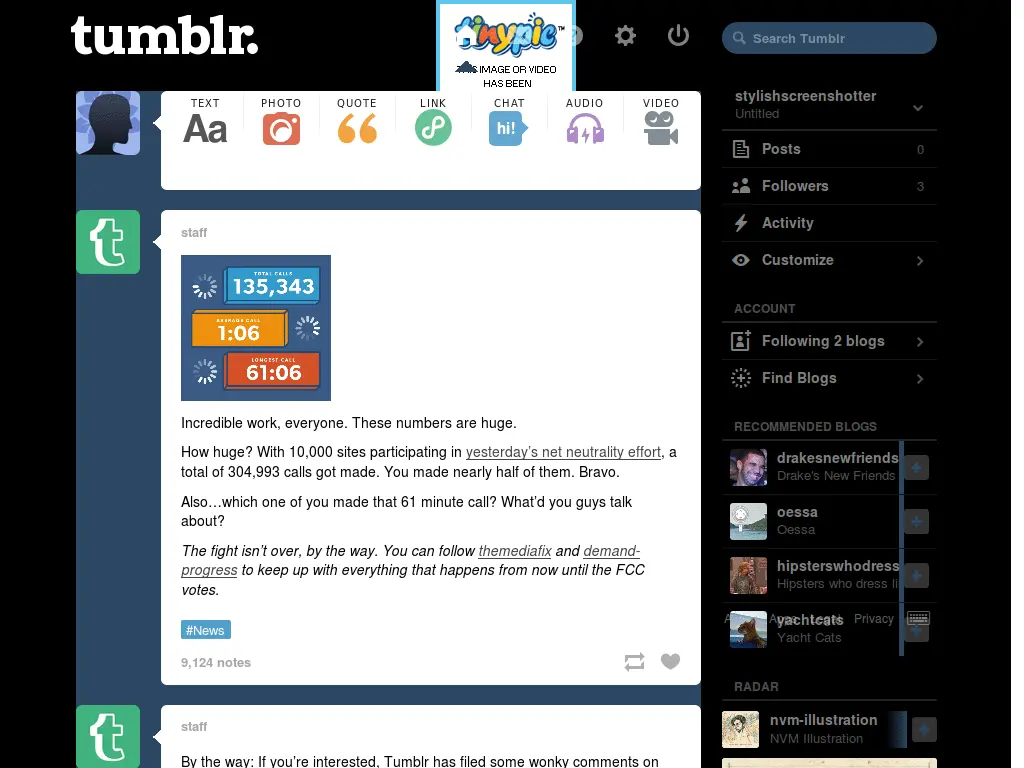 tumblr.
tinypic™
THIS IMAGE OR VIDEO
HAS BEEN
Search Tumblr
TEXT PHOTO QUOTE LINK CHAT AUDIO VIDEO
Aa
hi!
staff
TOTAL CALLS
135,343
AVERAGE CALL
1:06
LONGEST CALL
61:06
Incredible work, everyone. These numbers are huge.
How huge? With 10,000 sites participating in yesterday's net neutrality effort, a
total of 304,993 calls got made. You made nearly half of them. Bravo.
Also…which one of you made that 61 minute call? What'd you guys talk
about?
The fight isn't over, by the way. You can follow themediafix and demand-
progress to keep up with everything that happens from now until the FCC
votes.
#News
9,124 notes
staff
By the way: If you're interested, Tumblr has filed some wonky comments on
stylishscreenshotter
Untitled
Posts 0
Followers 3
Activity
Customize
ACCOUNT
Following 2 blogs
Find Blogs
RECOMMENDED BLOGS
drakesnewfriends
Drake's New Friends
oessa
Oessa
hipsterswhodress
Hipsters who dress li
yacht-cats
Legal Privacy
Yacht Cats
RADAR
nvm-illustration
NVM Illustration